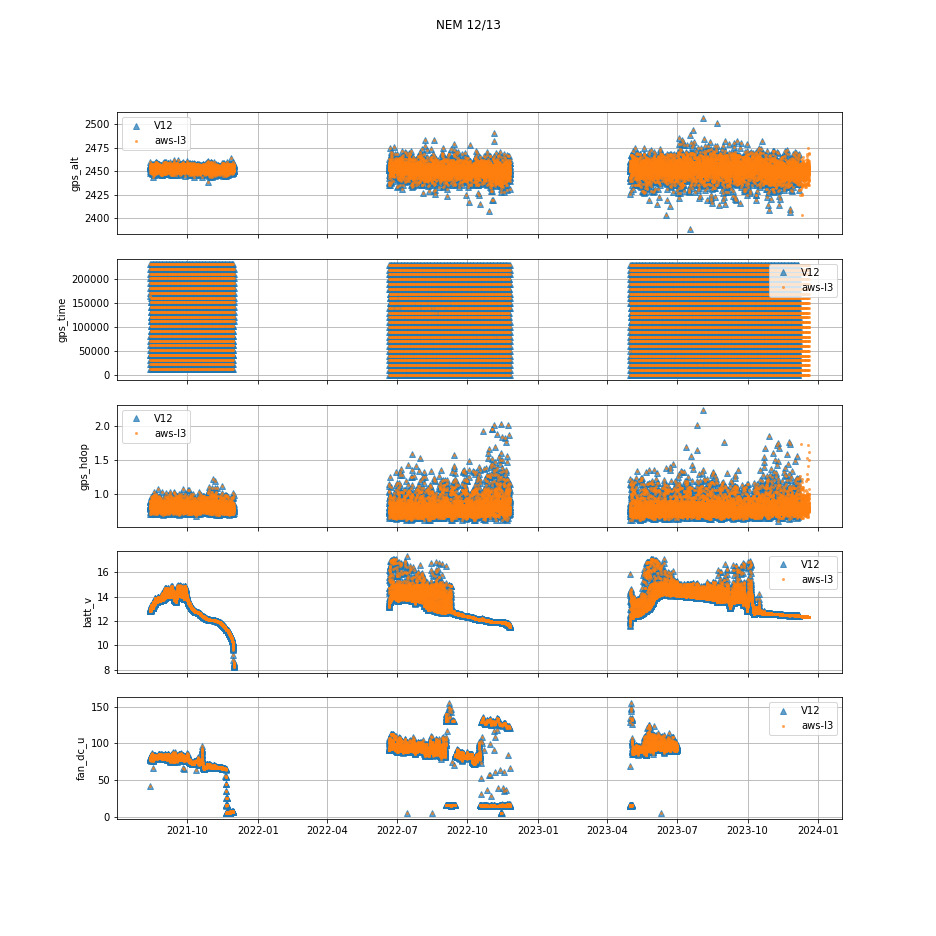 NEM 12/13
gps_alt
2500
2475
2450
2425
2400
V12
aws-l3
gps_time
200000
150000
100000
50000
0
V12
aws-l3
gps_hdop
2.0
1.5
1.0
V12
aws-l3
batt_v
16
14
12
10
8
V12
aws-l3
fan_dc_u
150
100
50
0
V12
aws-l3
2021-10 2022-01 2022-04 2022-07 2022-10 2023-01 2023-04 2023-07 2023-10 2024-01